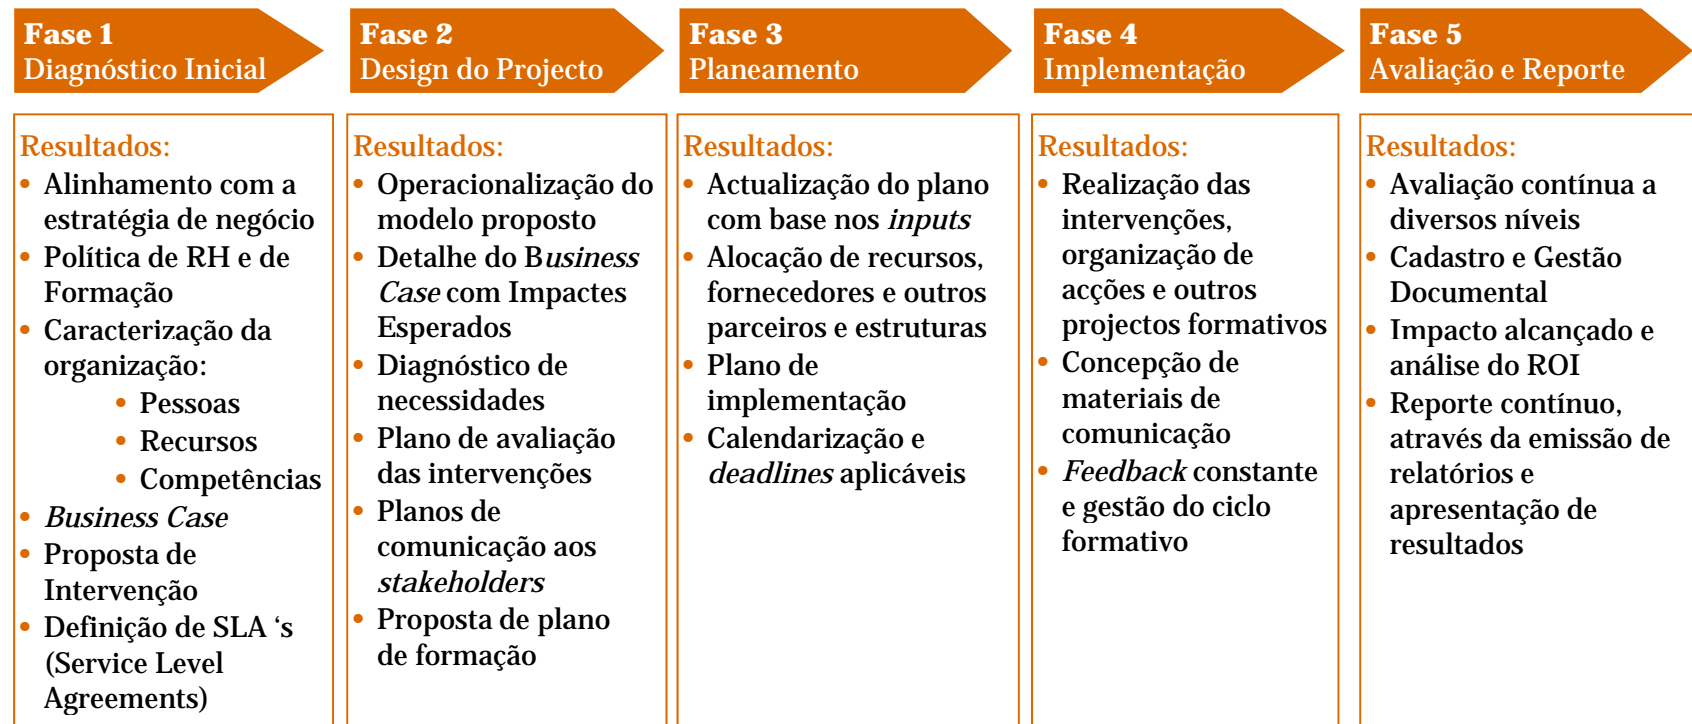 Fase 1
Diagnóstico Inicial
Resultados:
• Alinhamento com a
estratégia de negócio
• Política de RH e de
Formação
• Caracterização da
organização:
• Pessoas
• Recursos
• Competências
• Business Case
• Proposta de
Intervenção
• Definição de SLA ‘s
(Service Level
Agreements)
Fase 2
Design do Projecto
Resultados:
• Operacionalização do
modelo proposto
• Detalhe do Business
Case com Impactes
Esperados
• Diagnóstico de
necessidades
• Plano de avaliação
das intervenções
• Planos de
comunicação aos
stakeholders
• Proposta de plano
de formação
Fase 3
Planeamento
Resultados:
• Actualização do plano
com base nos inputs
• Alocação de recursos,
fornecedores e outros
parceiros e estruturas
• Plano de
implementação
• Calendarização e
deadlines aplicáveis
Fase 4
Implementação
Resultados:
• Realização das
intervenções,
organização de
acções e outros
projectos formativos
• Concepção de
materiais de
comunicação
• Feedback constante
e gestão do ciclo
formativo
Fase 5
Avaliação e Reporte
Resultados:
• Avaliação contínua a
diversos níveis
• Cadastro e Gestão
Documental
• Impacto alcançado e
análise do ROI
• Reporte contínuo,
através da emissão de
relatórios e
apresentação de
resultados